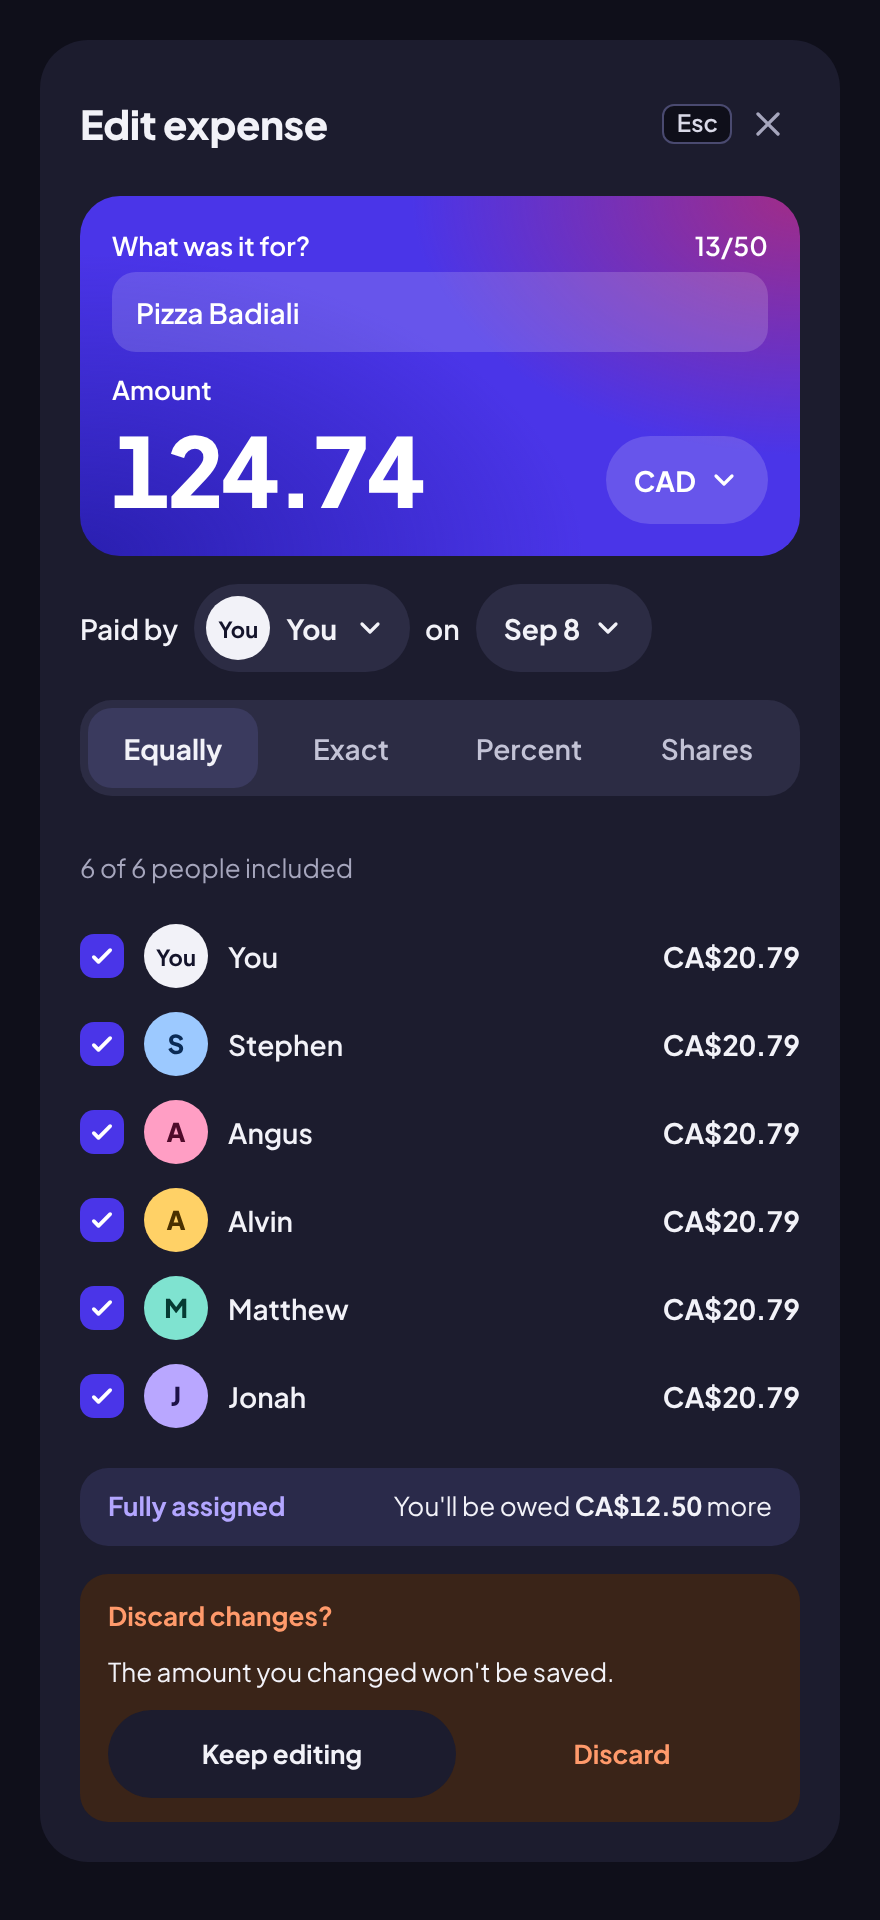 Edit expense
Esc
What was it for?
13/50
Pizza Badiali
Amount
124.74
CAD
Paid by You You on Sep 8
Equally
Exact
Percent
Shares
6 of 6 people included
You You CA$20.79
S Stephen CA$20.79
A Angus CA$20.79
A Alvin CA$20.79
M Matthew CA$20.79
J Jonah CA$20.79
Fully assigned
You'll be owed CA$12.50 more
Discard changes?
The amount you changed won't be saved.
Keep editing
Discard